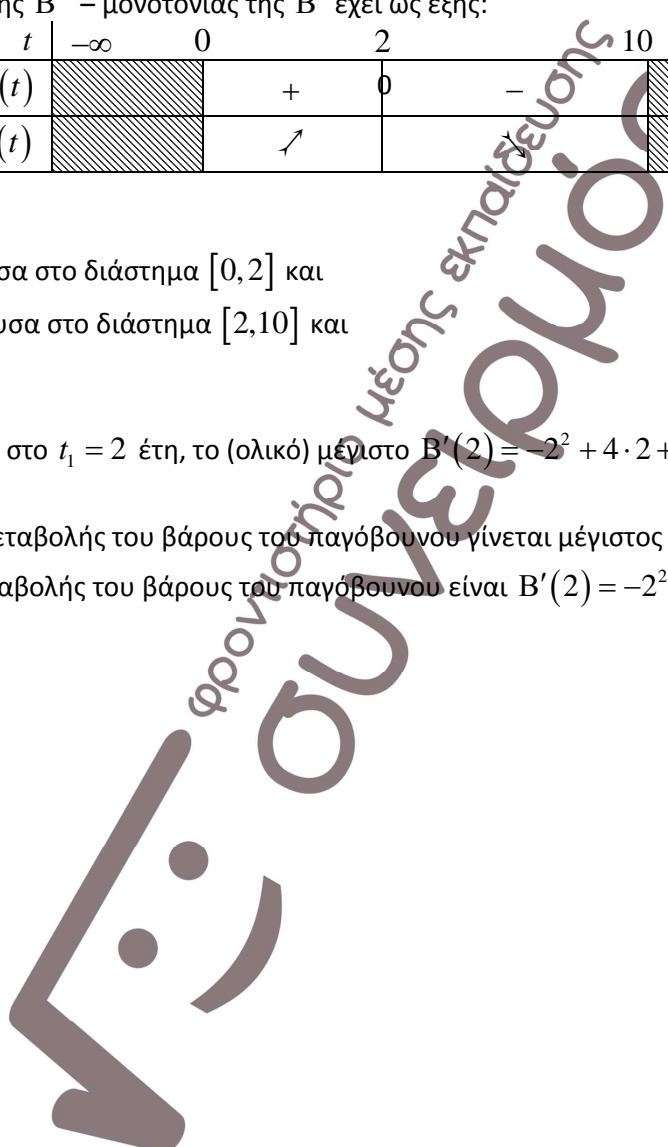 ης B – μονοτονίας της B έχει ως εξής:
t −∞ 0 2 10
(t) + 0 −
(t) ↗ ↘
σα στο διάστημα [0,2] και
υσα στο διάστημα [2,10] και
στο t₁ = 2 έτη, το (ολικό) μέγιστο B′(2) = −2² + 4 · 2 +
εταβολής του βάρους του παγόβουνου γίνεται μέγιστος
αβολής του βάρους του παγόβουνου είναι B′(2) = −2²
φροντιστήριο μέσης εκπαίδευσης
συνειρμό